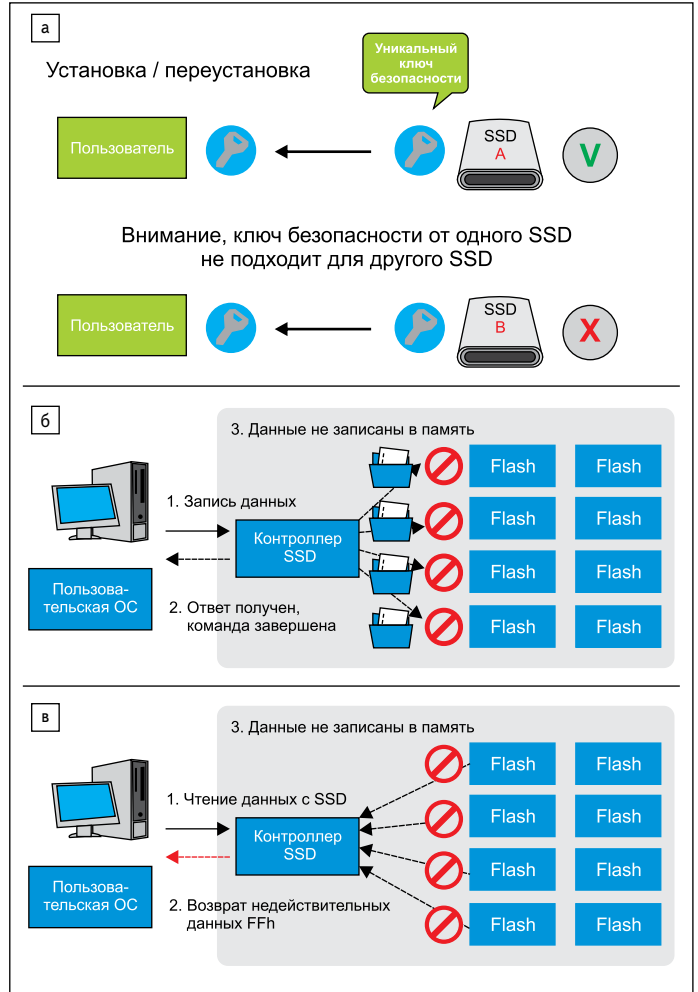 а
Уникальный
ключ
безопасности
Установка / переустановка
Пользователь
SSD
A
V
Внимание, ключ безопасности от одного SSD
не подходит для другого SSD
Пользователь
SSD
B
X
б
3. Данные не записаны в память
Flash Flash
1. Запись данных
Flash Flash
Контроллер
SSD
Flash Flash
Пользова-
тельская ОС
2. Ответ получен,
команда завершена
Flash Flash
в
3. Данные не записаны в память
Flash Flash
1. Чтение данных с SSD
Flash Flash
Контроллер
SSD
Flash Flash
Пользова-
тельская ОС
2. Возврат недействительных
данных FFh
Flash Flash